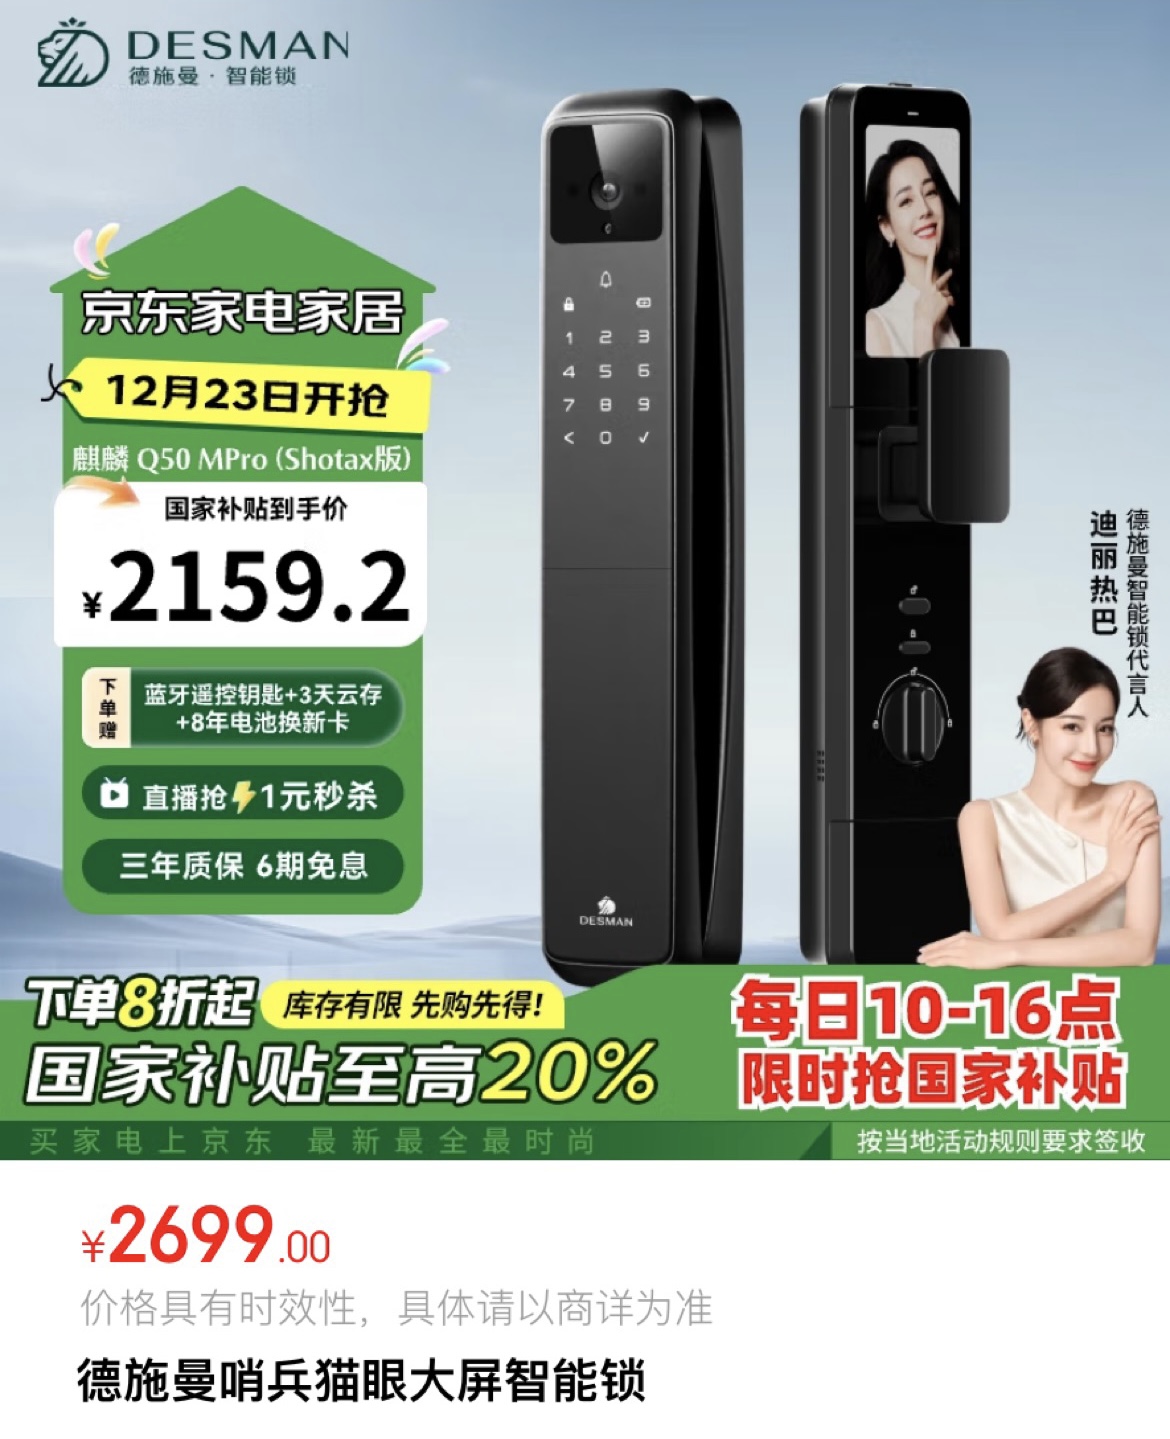 DESMAN
德施曼·智能锁
京东家电家居
12月23日开抢
麒麟 Q50 MPro (Shotax版)
国家补贴到手价
¥2159.2
下单赠
蓝牙遥控钥匙+3天云存
+8年电池换新卡
直播抢⚡1元秒杀
三年质保 6期免息
1 2 3
4 5 6
7 8 9
< 0 ✓
DESMAN
德施曼智能锁代言人
迪丽热巴
下单8折起
库存有限 先购先得!
国家补贴至高20%
每日10-16点
限时抢国家补贴
买家电上京东 最新最全最时尚
按当地活动规则要求签收
¥2699.00
价格具有时效性，具体请以商详为准
德施曼哨兵猫眼大屏智能锁